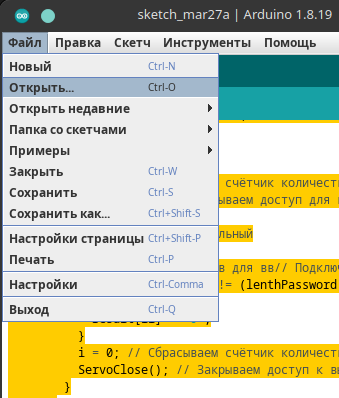 sketch_mar27a | Arduino 1.8.19
Файл Правка Скетч Инструменты Помощь
Новый Ctrl-N
Открыть... Ctrl-O
Открыть недавние
Папка со скетчами
Примеры
Закрыть Ctrl-W
счётчик количеств
Сохранить Ctrl-S
ываем доступ для
Сохранить как... Ctrl+Shift-S
льный
Настройки страницы Ctrl+Shift-P
Печать Ctrl-P
в для вв// Подключ
Настройки Ctrl-Comma
!= (lenthPassword
Выход Ctrl-Q
}
i = 0; // Сбрасываем счётчик количест
ServoClose(); // Закрываем доступ к в
}